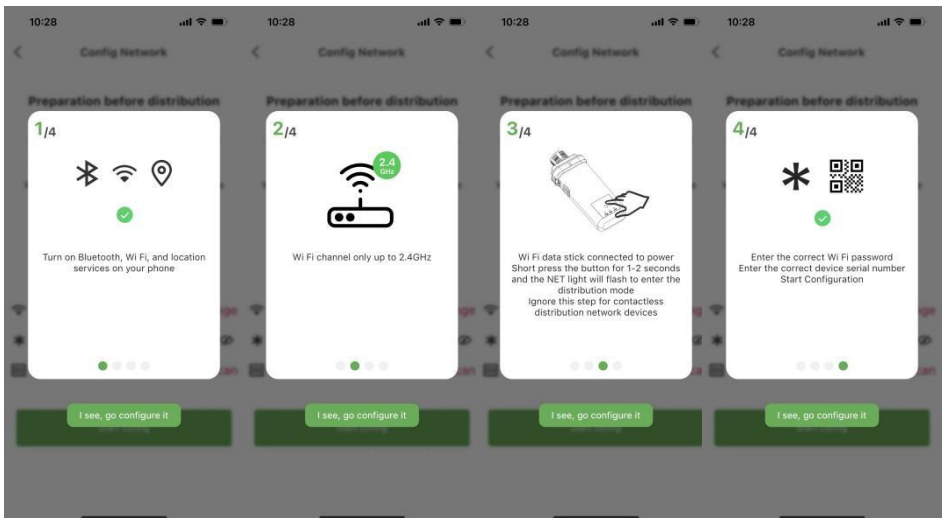 10:28
Config Network
Preparation before distribution
1/4
Turn on Bluetooth, Wi Fi, and location
services on your phone
I see, go configure it
10:28
Config Network
Preparation before distribution
2/4
2.4
GHz
Wi Fi channel only up to 2.4GHz
I see, go configure it
10:28
Config Network
Preparation before distribution
3/4
Wi Fi data stick connected to power
Short press the button for 1-2 seconds
and the NET light will flash to enter the
distribution mode
Ignore this step for contactless
distribution network devices
I see, go configure it
10:28
Config Network
Preparation before distribution
4/4
Enter the correct Wi Fi password
Enter the correct device serial number
Start Configuration
I see, go configure it